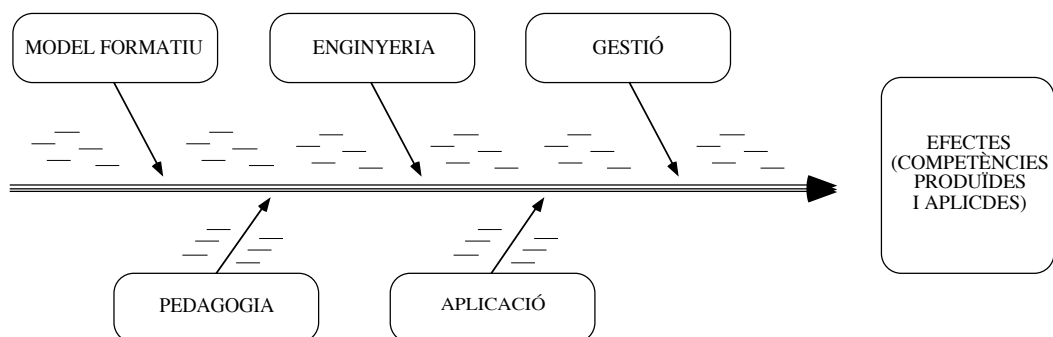 MODEL FORMATIU
ENGINYERIA
GESTIÓ
EFECTES
(COMPETÈNCIES
PRODUÏDES
I APLICDES)
PEDAGOGIA
APLICACIÓ